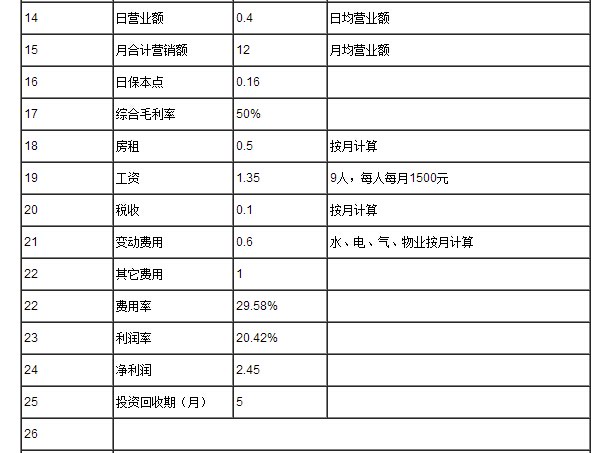 14 日营业额 0.4 日均营业额
15 月合计营销额 12 月均营业额
16 日保本点 0.16
17 综合毛利率 50%
18 房租 0.5 按月计算
19 工资 1.35 9人，每人每月1500元
20 税收 0.1 按月计算
21 变动费用 0.6 水、电、气、物业按月计算
22 其它费用 1
22 费用率 29.58%
23 利润率 20.42%
24 净利润 2.45
25 投资回收期（月） 5
26